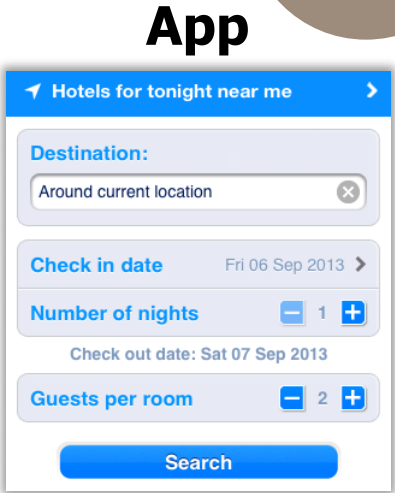 App
Hotels for tonight near me
Destination:
Around current location
Check in date Fri 06 Sep 2013
Number of nights 1
Check out date: Sat 07 Sep 2013
Guests per room 2
Search